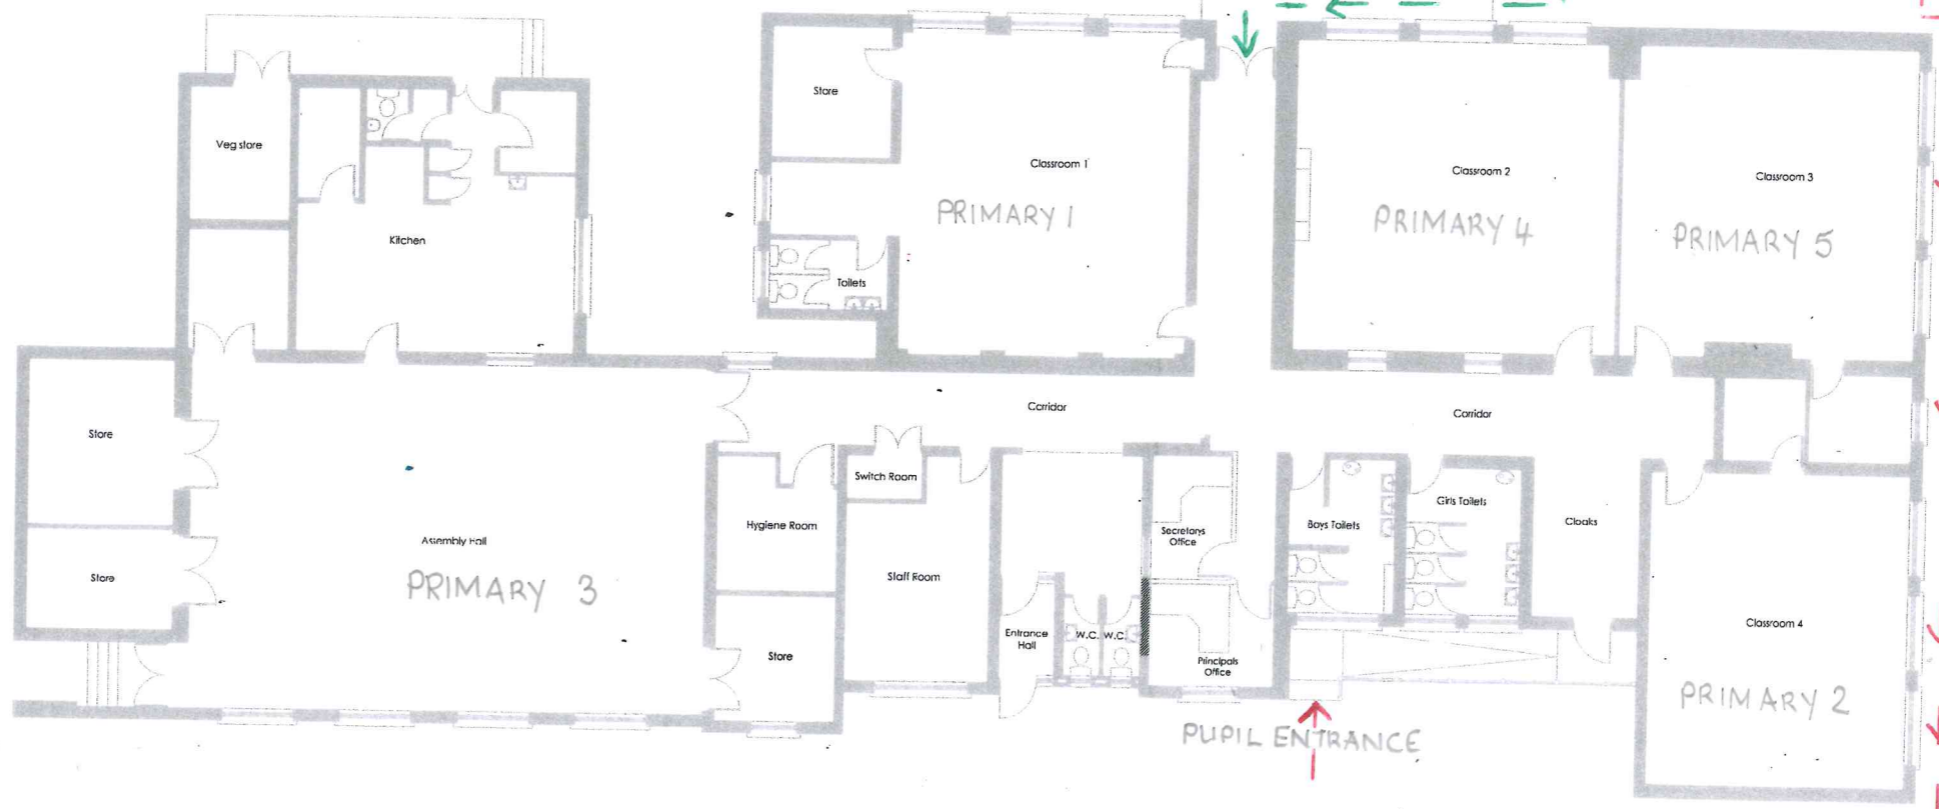 Store
Veg store
Classroom 1
PRIMARY 1
Classroom 2
PRIMARY 4
Classroom 3
PRIMARY 5
Kitchen
Toilets
Store
Corridor
Corridor
Switch Room
Hygiene Room
Assembly Hall
PRIMARY 3
Store
Staff Room
Secretarys
Office
Boys Toilets
Girls Toilets
Cloaks
Entrance
Hall
W.C.
W.C.
Store
Principals
Office
Classroom 4
PRIMARY 2
PUPIL ENTRANCE